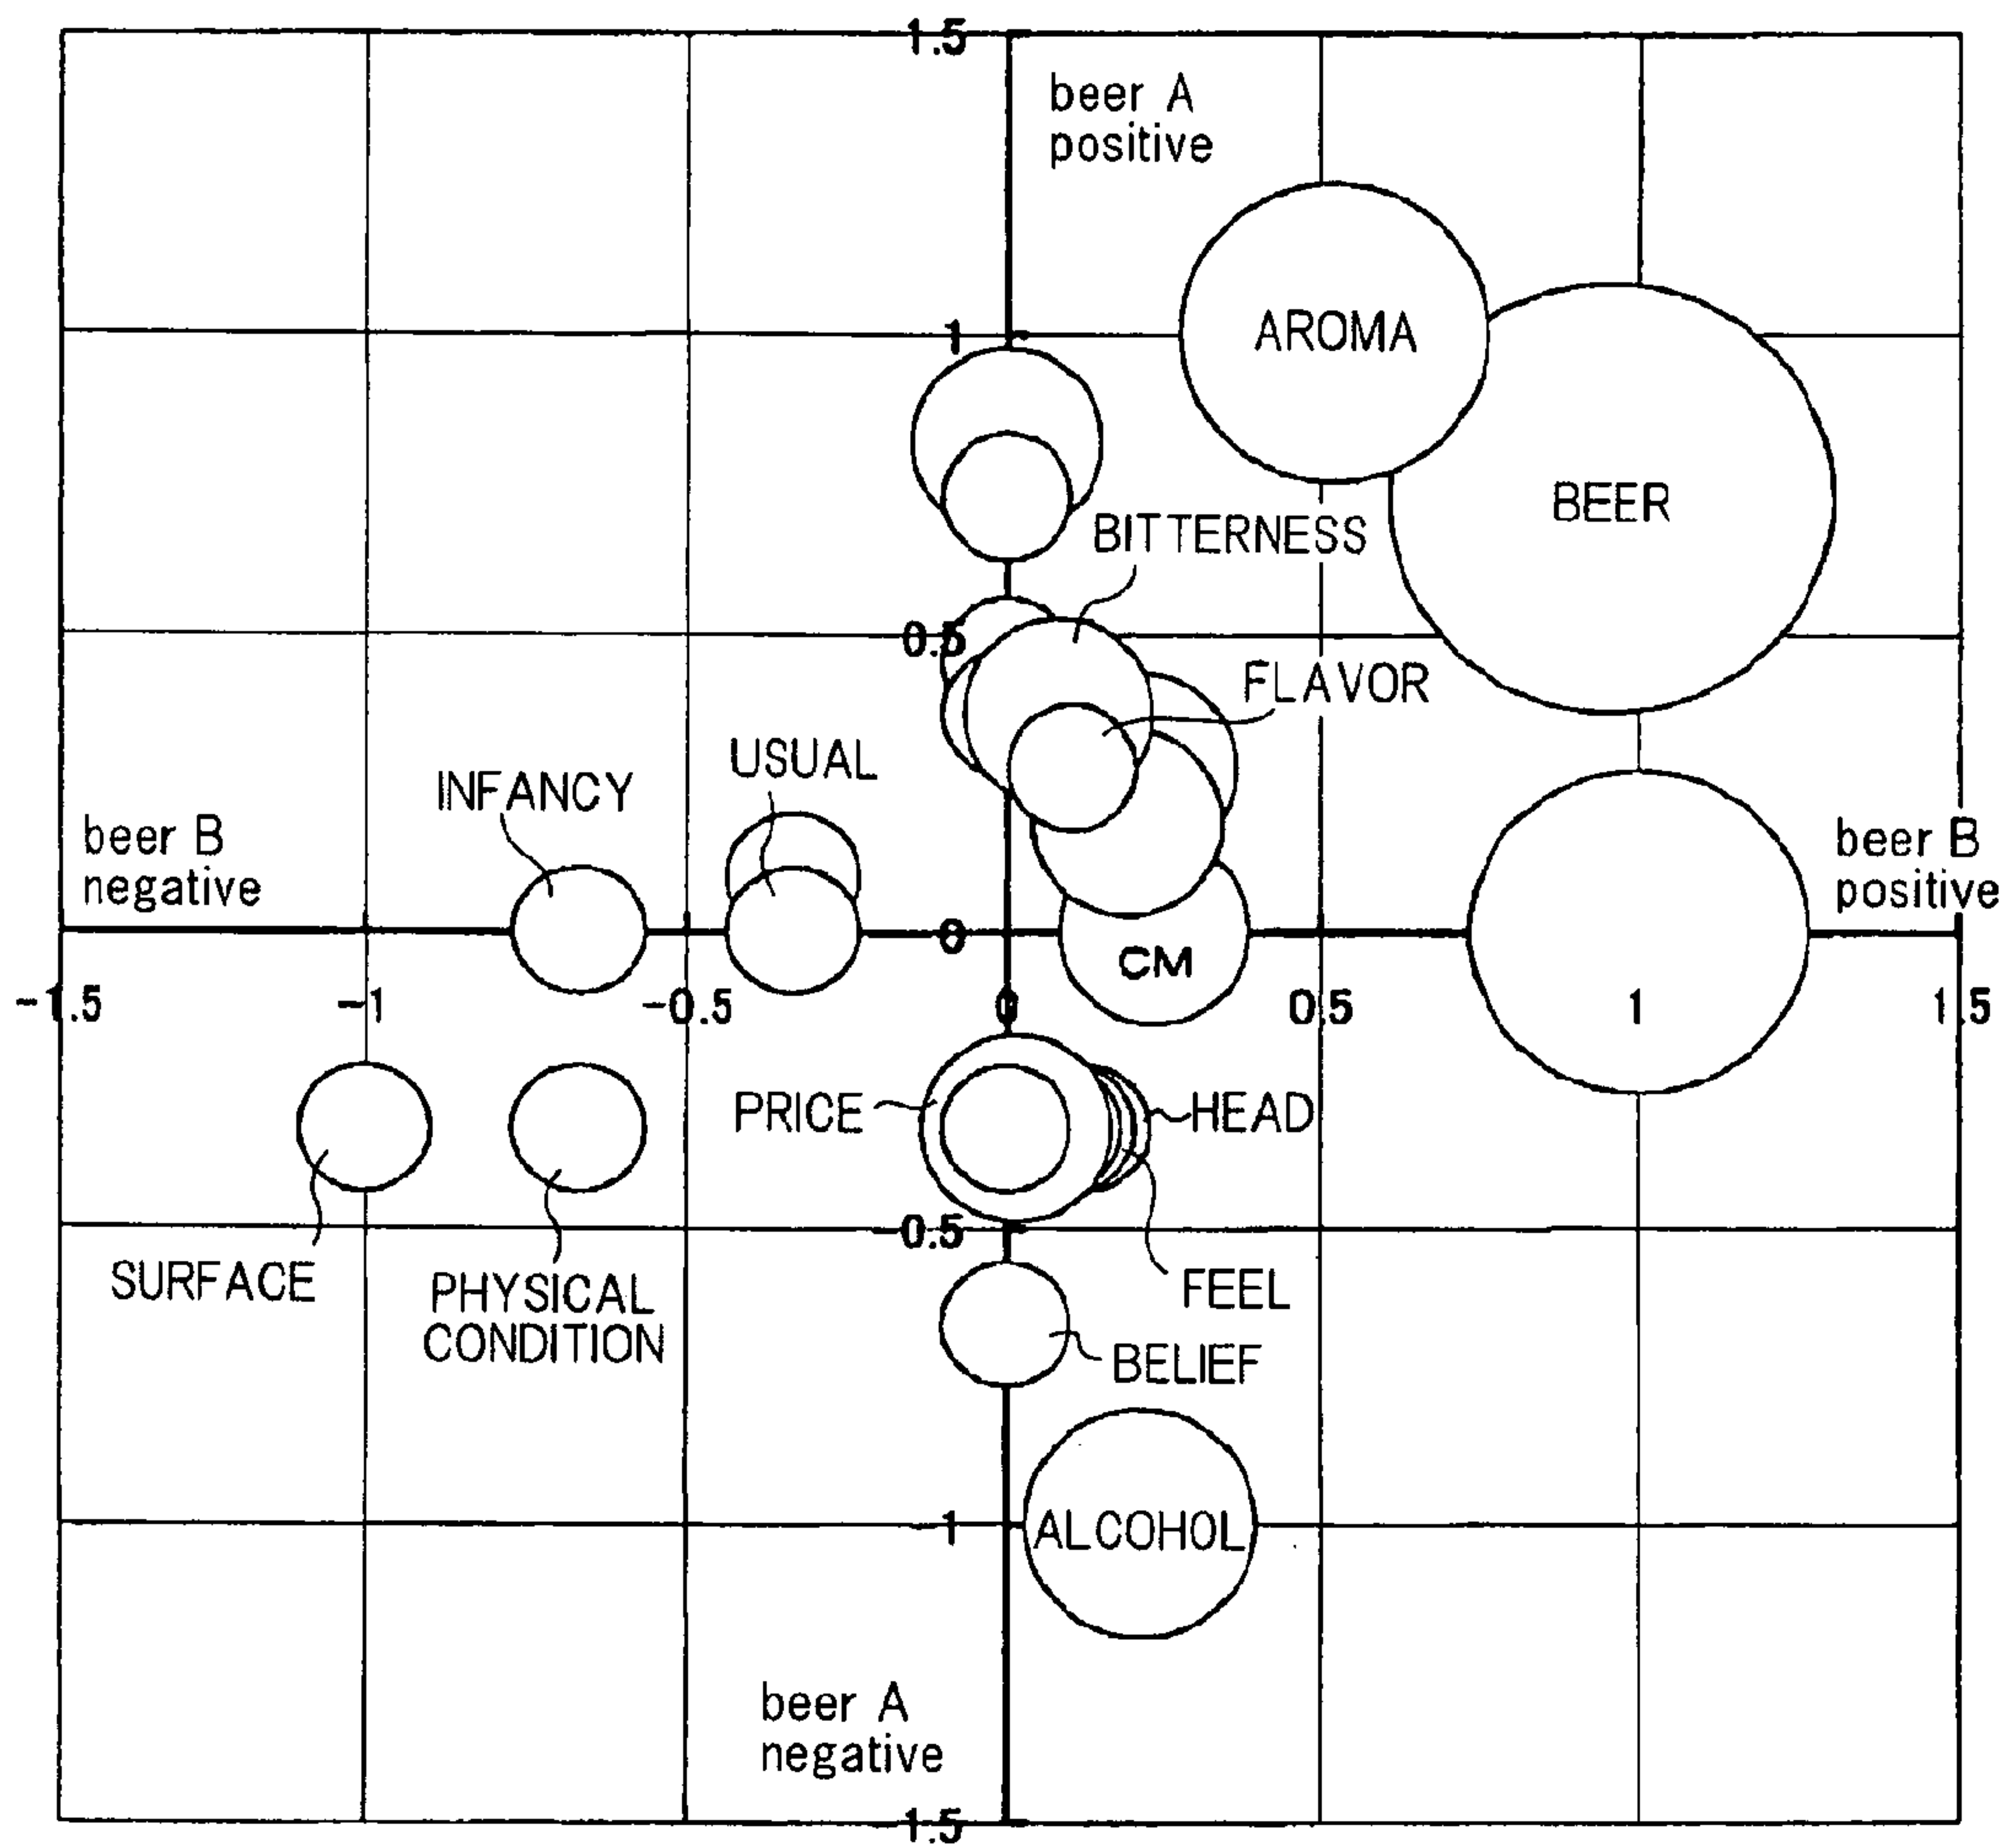 1.5
beer A
positive
AROMA
1
BEER
BITTERNESS
0.5
FLAVOR
USUAL
INFANCY
beer B
negative
beer B
positive
0
CM
-1.5
-1
-0.5
0
0.5
1
1.5
PRICE
HEAD
-0.5
SURFACE
PHYSICAL
CONDITION
FEEL
BELIEF
-1
ALCOHOL
beer A
negative
-1.5